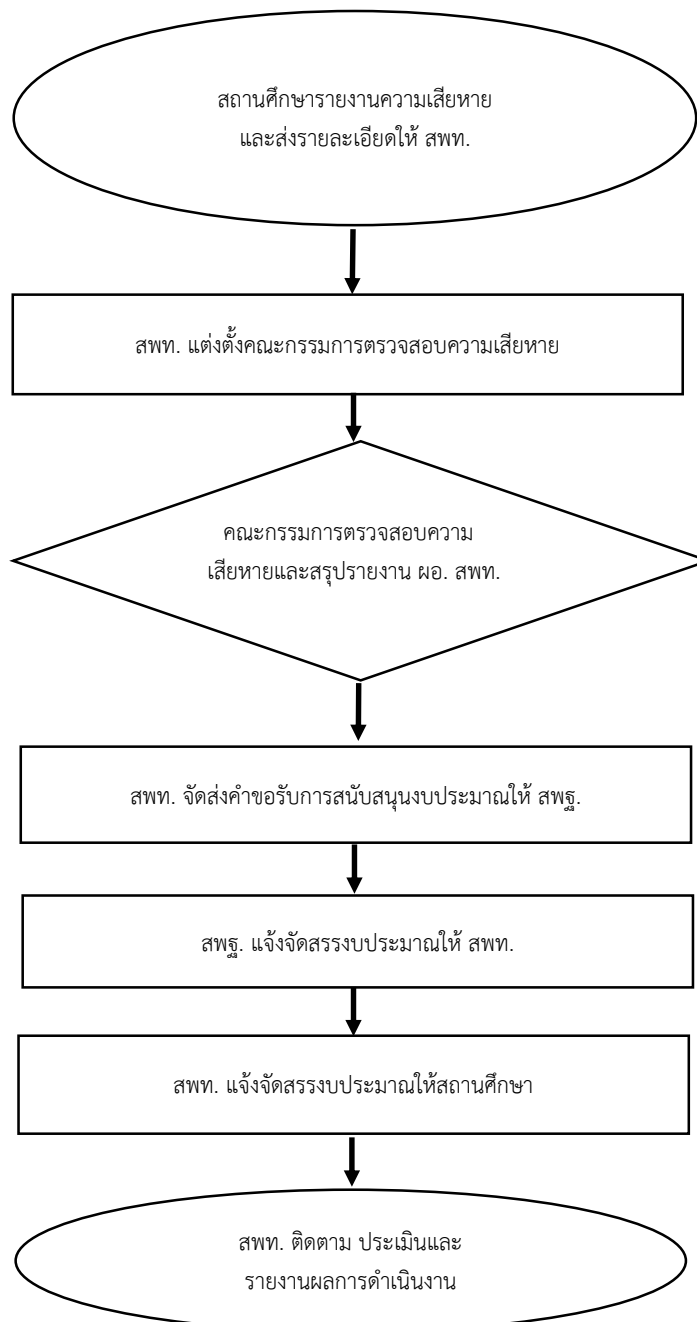 สถานศึกษารายงานความเสียหาย
และส่งรายละเอียดให้ สพท.
สพท. แต่งตั้งคณะกรรมการตรวจสอบความเสียหาย
คณะกรรมการตรวจสอบความ
เสียหายและสรุปรายงาน ผอ. สพท.
สพท. จัดส่งคำขอรับการสนับสนุนงบประมาณให้ สพฐ.
สพฐ. แจ้งจัดสรรงบประมาณให้ สพท.
สพท. แจ้งจัดสรรงบประมาณให้สถานศึกษา
สพท. ติดตาม ประเมินและ
รายงานผลการดำเนินงาน